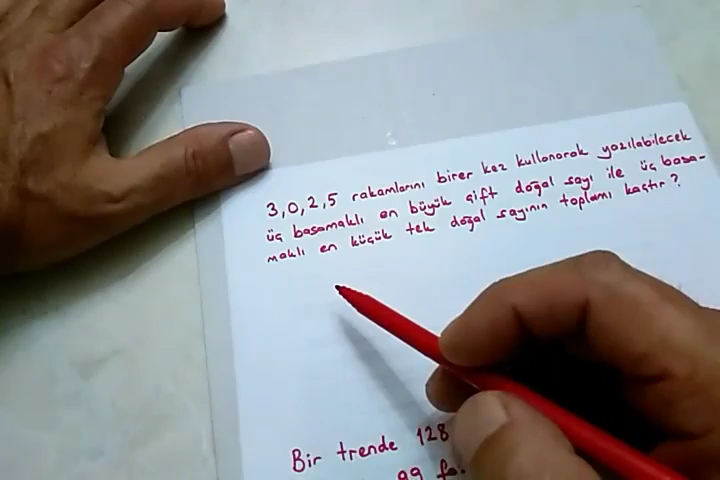 3,0,2,5 rakamlarını birer kez kullanarak yazılabilecek
üç basamaklı en büyük çift doğal sayı ile üç basa-
maklı en küçük tek doğal sayının toplamı kaçtır?
Bir trende 128
99